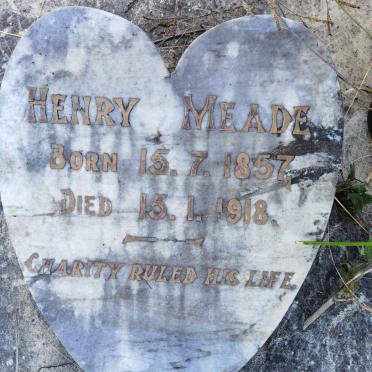 Henry Meade
Born 15.7.1857
Died 15.1.1918.
Charity ruled his life.